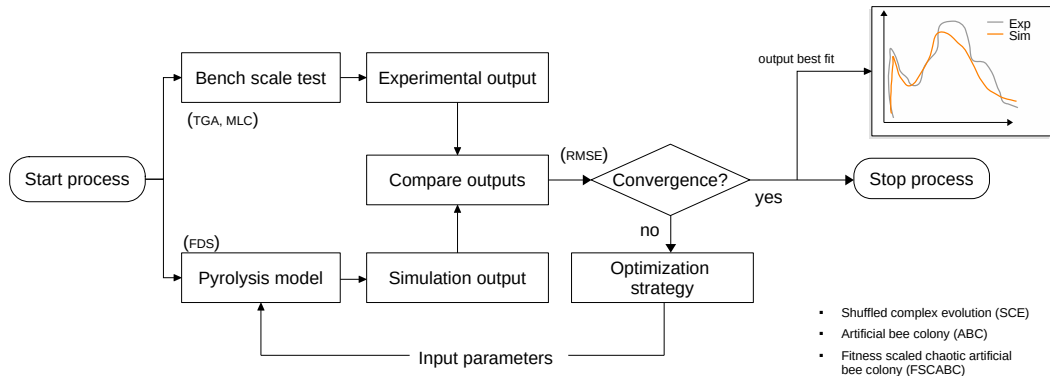 Exp
Sim
output best fit
Bench scale test
Experimental output
(TGA, MLC)
(RMSE)
Start process
Compare outputs
Convergence?
yes
Stop process
no
(FDS)
Pyrolysis model
Simulation output
Optimization
strategy
Input parameters
▪ Shuffled complex evolution (SCE)
▪ Artificial bee colony (ABC)
▪ Fitness scaled chaotic artificial
bee colony (FSCABC)